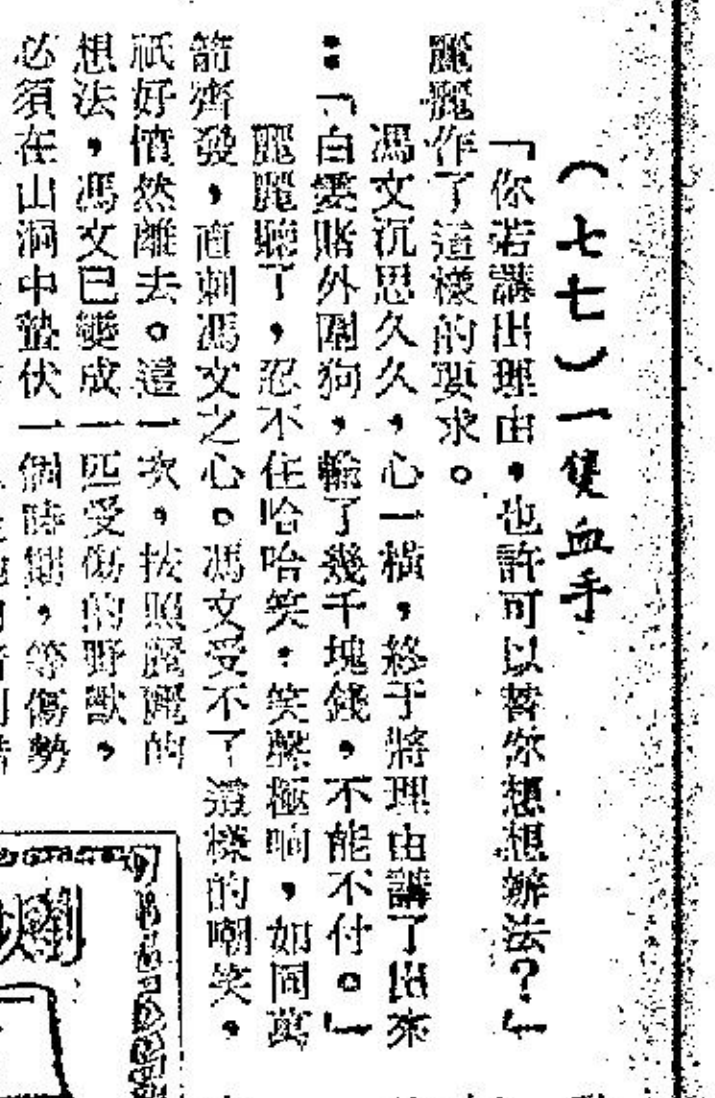 （七七）一隻血手
「你若講出理由，也許可以替你想想辦法？」
麗麗作了這樣的要求。
馮文沉思久久，心一橫，終于將理由講了出來
：「白雲賭外圍狗，輸了幾千塊錢，不能不付。」
麗麗聽了，忍不住哈哈笑，笑聲極响，如同萬
箭齊發，直刺馮文之心。馮文受不了這樣的嘲笑，
祇好憤然離去。這一次，按照麗麗的
想法，馮文已變成一匹受傷的野獸，
必須在山洞中蟄伏一個時期，等傷勢
劉